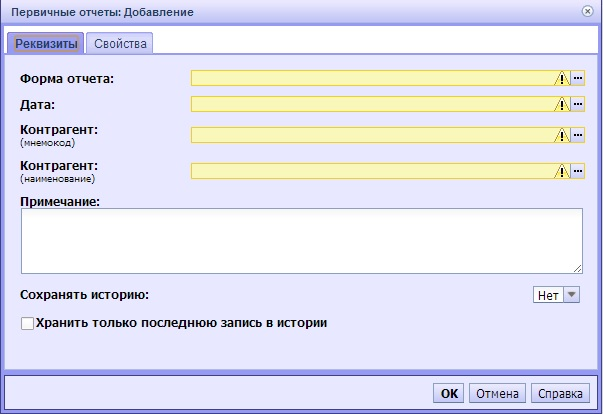 Первичные отчеты: Добавление
Реквизиты Свойства
Форма отчета: ...
Дата: ...
Контрагент: ...
(мнемокод)
Контрагент: ...
(наименование)
Примечание:
Сохранять историю: Нет
Хранить только последнюю запись в истории
OK Отмена Справка